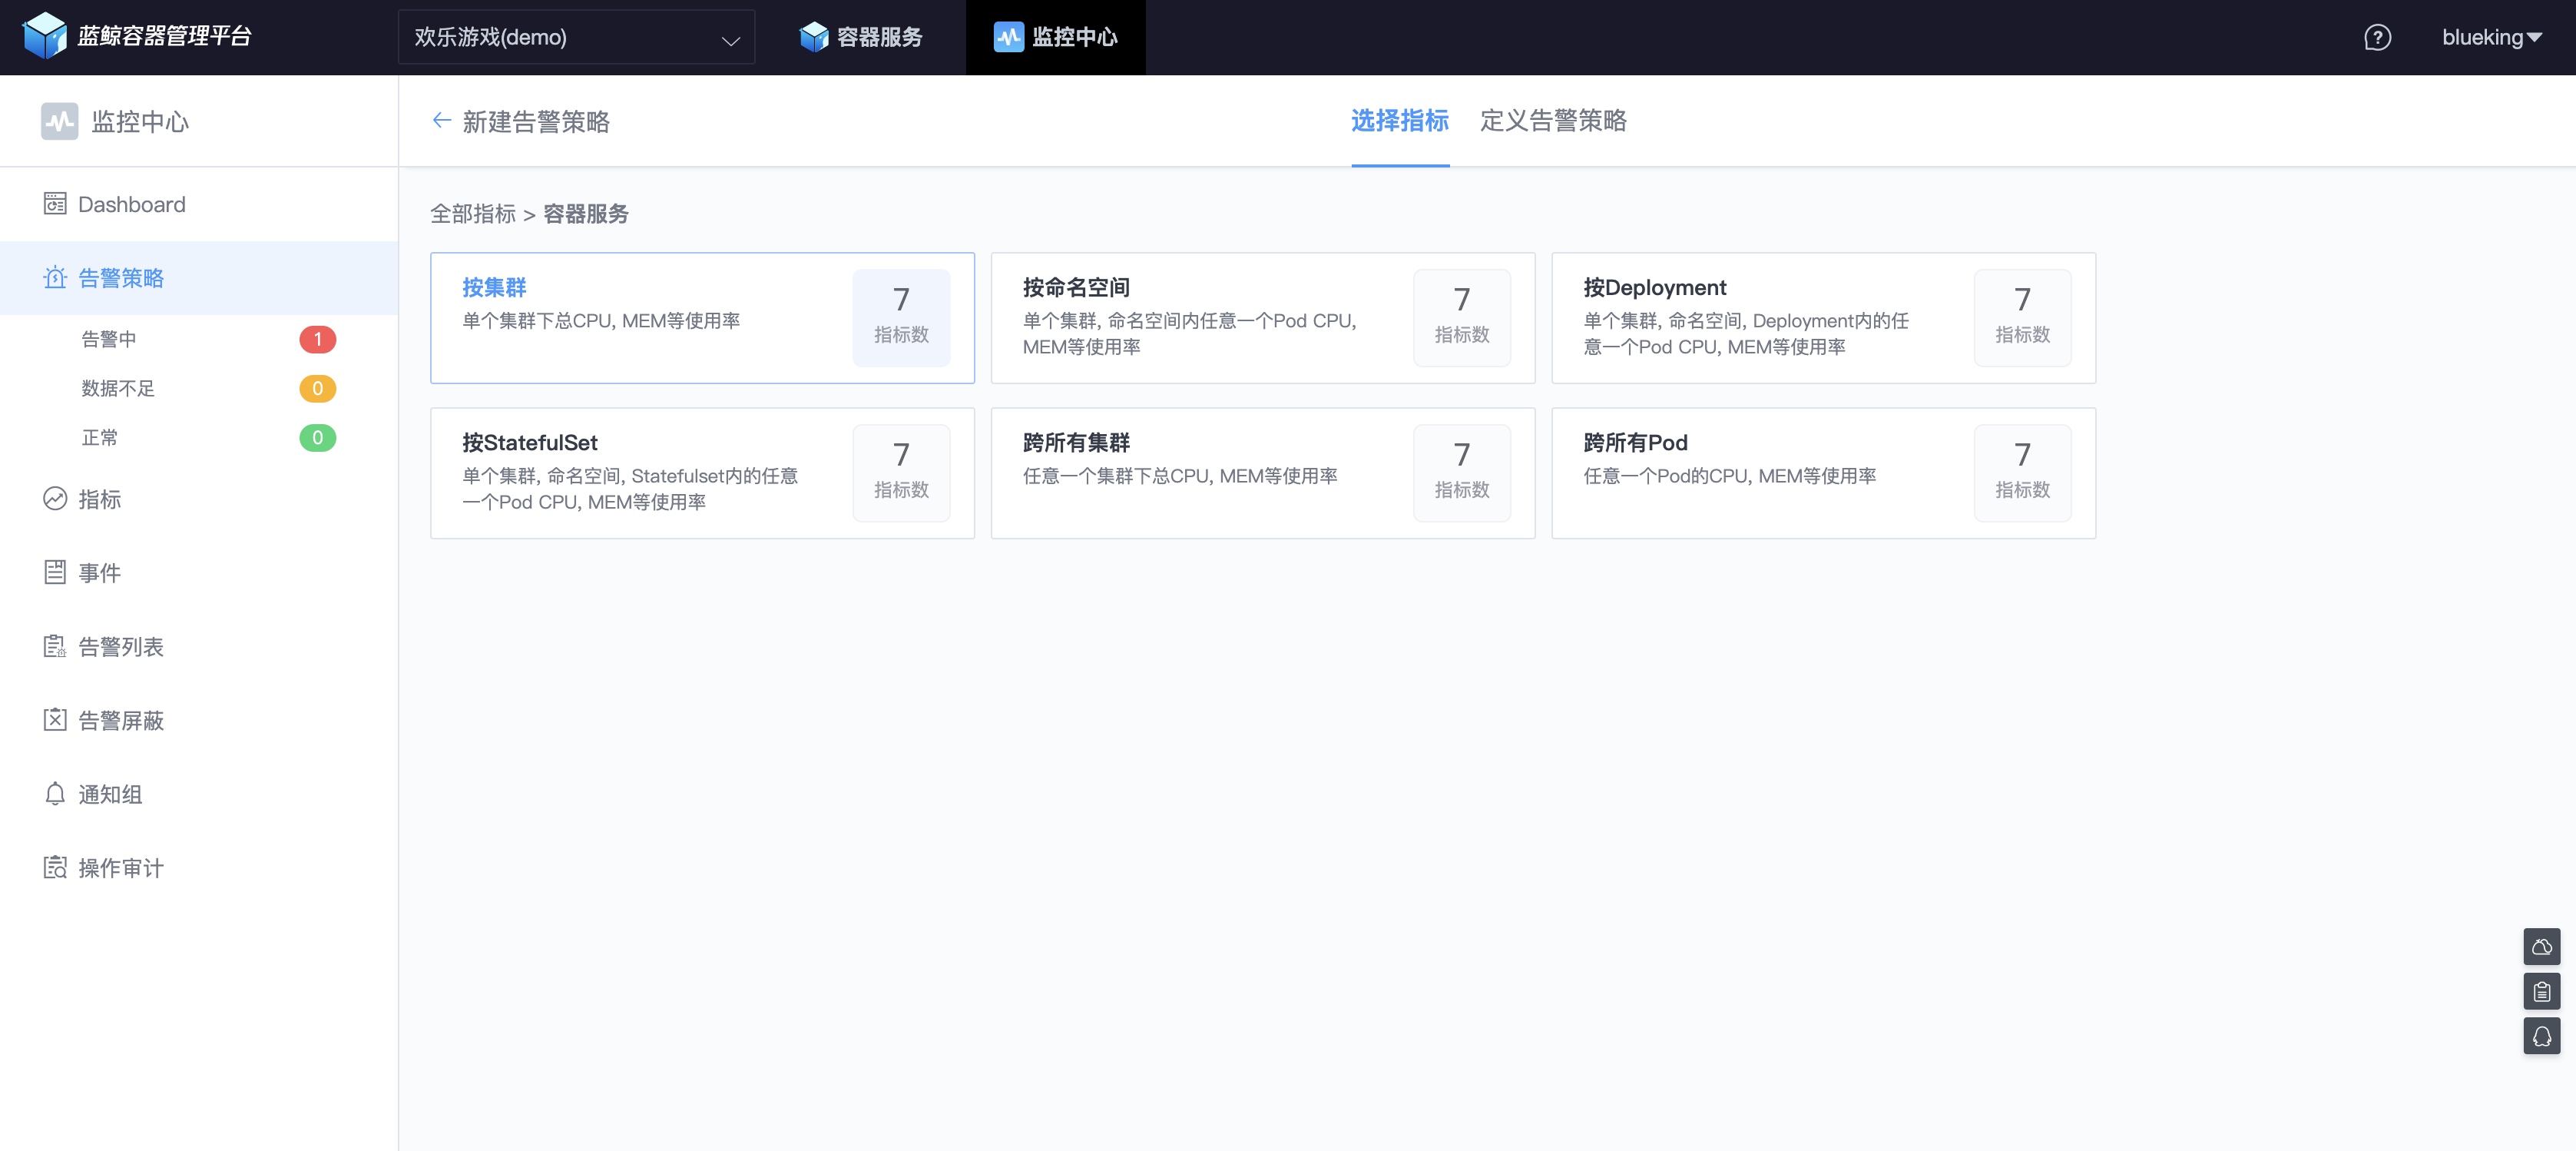 蓝鲸容器管理平台
欢乐游戏(demo)
容器服务
监控中心
blueking
监控中心
新建告警策略
选择指标
定义告警策略
Dashboard
告警策略
告警中
1
数据不足
0
正常
0
指标
事件
告警列表
告警屏蔽
通知组
操作审计
全部指标 > 容器服务
按集群
单个集群下总CPU, MEM等使用率
7
指标数
按命名空间
单个集群, 命名空间内任意一个Pod CPU,
MEM等使用率
7
指标数
按Deployment
单个集群, 命名空间, Deployment内的任
意一个Pod CPU, MEM等使用率
7
指标数
按StatefulSet
单个集群, 命名空间, Statefulset内的任意
一个Pod CPU, MEM等使用率
7
指标数
跨所有集群
任意一个集群下总CPU, MEM等使用率
7
指标数
跨所有Pod
任意一个Pod的CPU, MEM等使用率
7
指标数